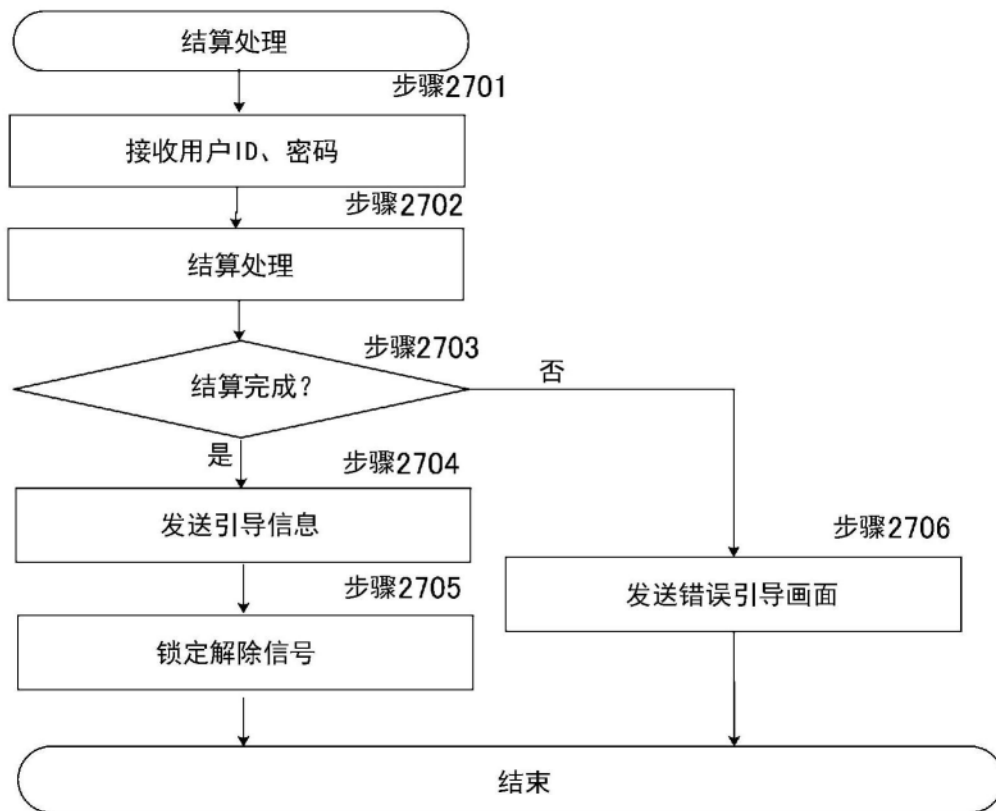 结算处理
步骤2701
接收用户ID、密码
步骤2702
结算处理
步骤2703
结算完成?
否
是
步骤2704
发送引导信息
步骤2706
发送错误引导画面
步骤2705
锁定解除信号
结束